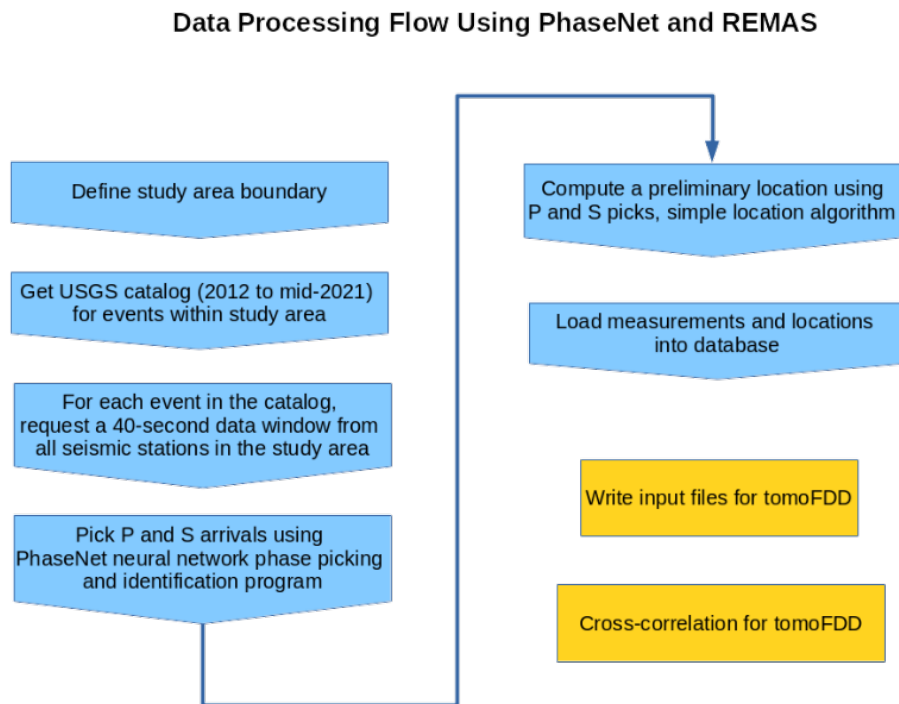 Data Processing Flow Using PhaseNet and REMAS
Define study area boundary
Get USGS catalog (2012 to mid-2021)
for events within study area
For each event in the catalog,
request a 40-second data window from
all seismic stations in the study area
Pick P and S arrivals using
PhaseNet neural network phase picking
and identification program
Compute a preliminary location using
P and S picks, simple location algorithm
Load measurements and locations
into database
Write input files for tomoFDD
Cross-correlation for tomoFDD